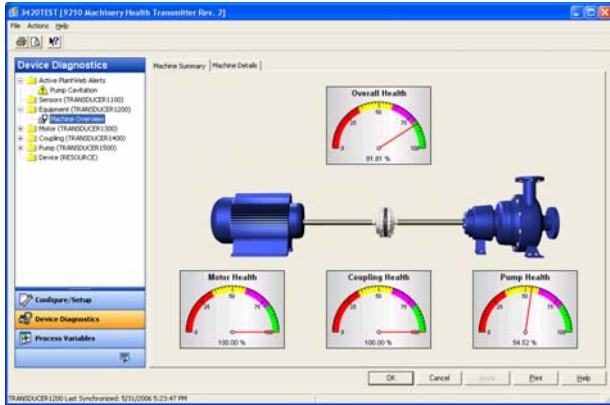 3420TEST [9210 Machinery Health Transmitter Rev. 2]
File Actions Help
Device Diagnostics
Active PlantWeb Alerts
Pump Cavitation
Sensors (TRANSDUCER1100)
Equipment (TRANSDUCER1200)
Machine Overview
Motor (TRANSDUCER1300)
Coupling (TRANSDUCER1400)
Pump (TRANSDUCER1500)
Device (RESOURCE)
Configure/Setup
Device Diagnostics
Process Variables
Machine Summary Machine Details
Overall Health
0 25 50 75 100
81.81 %
Motor Health
0 25 50 75 100
100.00 %
Coupling Health
0 25 50 75 100
100.00 %
Pump Health
0 25 50 75 100
54.52 %
OK Cancel Apply Print Help
TRANSDUCER1200 Last Synchronized: 5/31/2006 5:23:47 PM